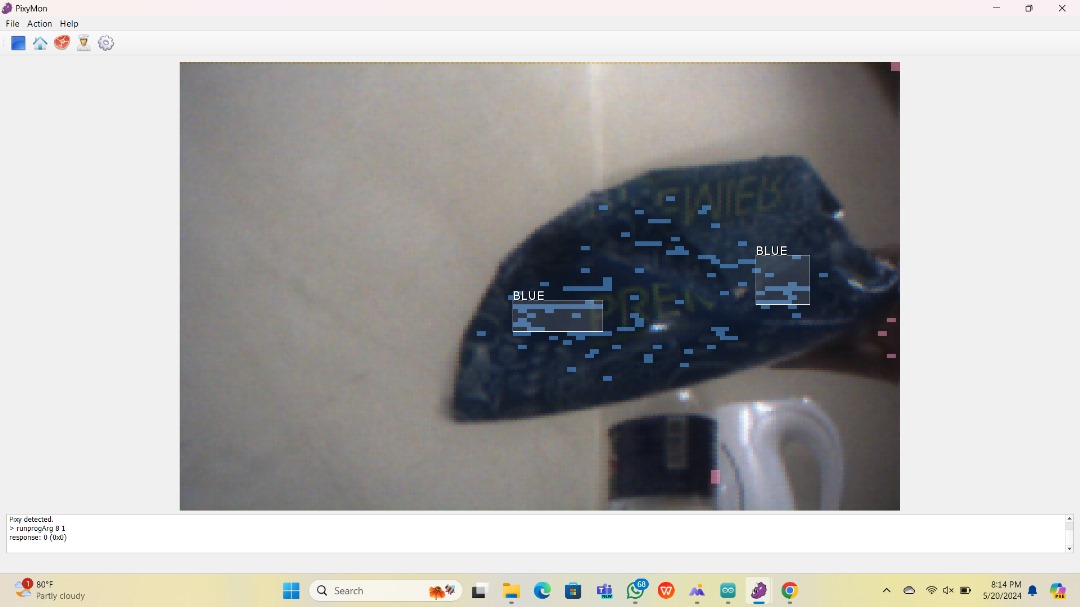 PixyMon
File Action Help
BLUE
BLUE
Pixy detected.
> runprogArg 8 1
response: 0 (0x0)
1
80°F
Partly cloudy
Search
68
8:14 PM
5/20/2024